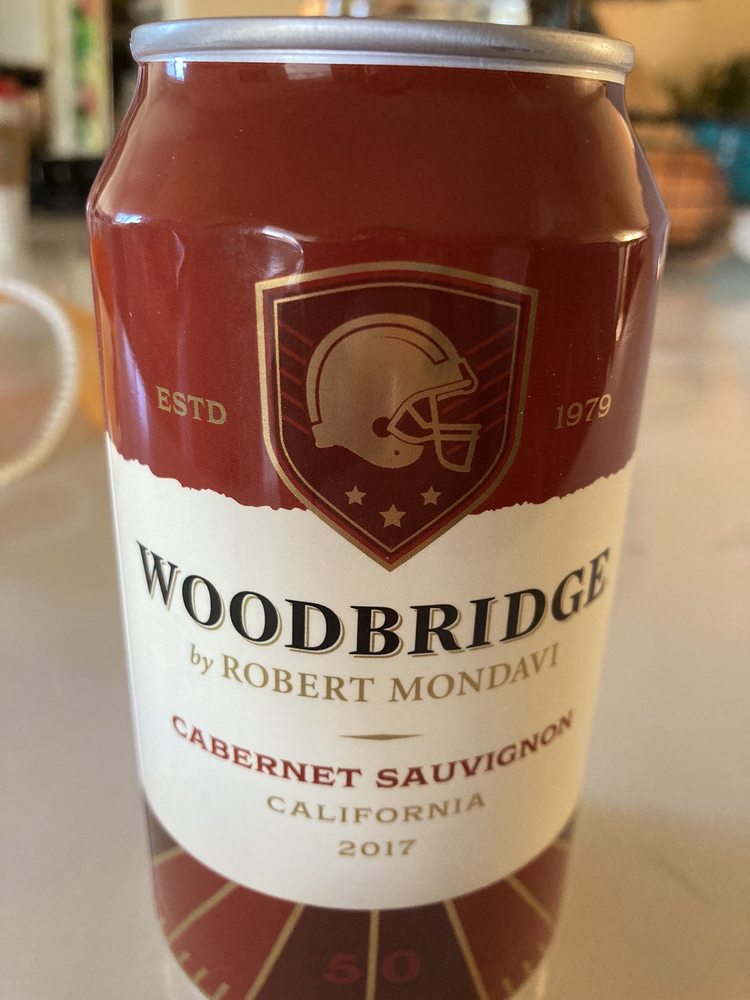 ESTD 1979
WOODBRIDGE
by ROBERT MONDAVI
CABERNET SAUVIGNON
CALIFORNIA
2017
50